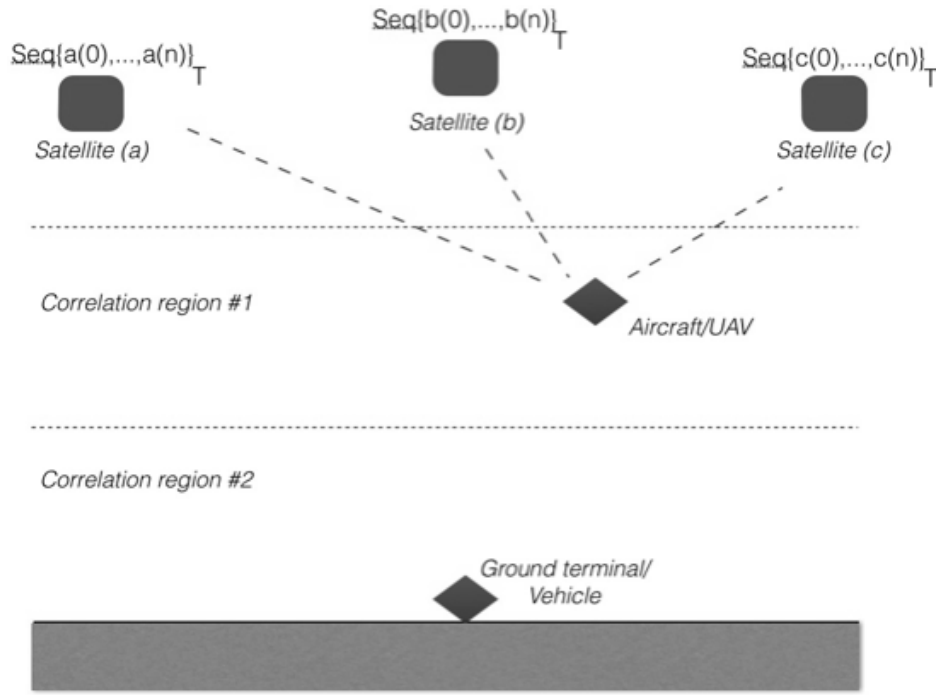 Seq{a(0),...,a(n)}T
Satellite (a)
Seq{b(0),...,b(n)}T
Satellite (b)
Seq{c(0),...,c(n)}T
Satellite (c)
Correlation region #1
Aircraft/UAV
Correlation region #2
Ground terminal/
Vehicle